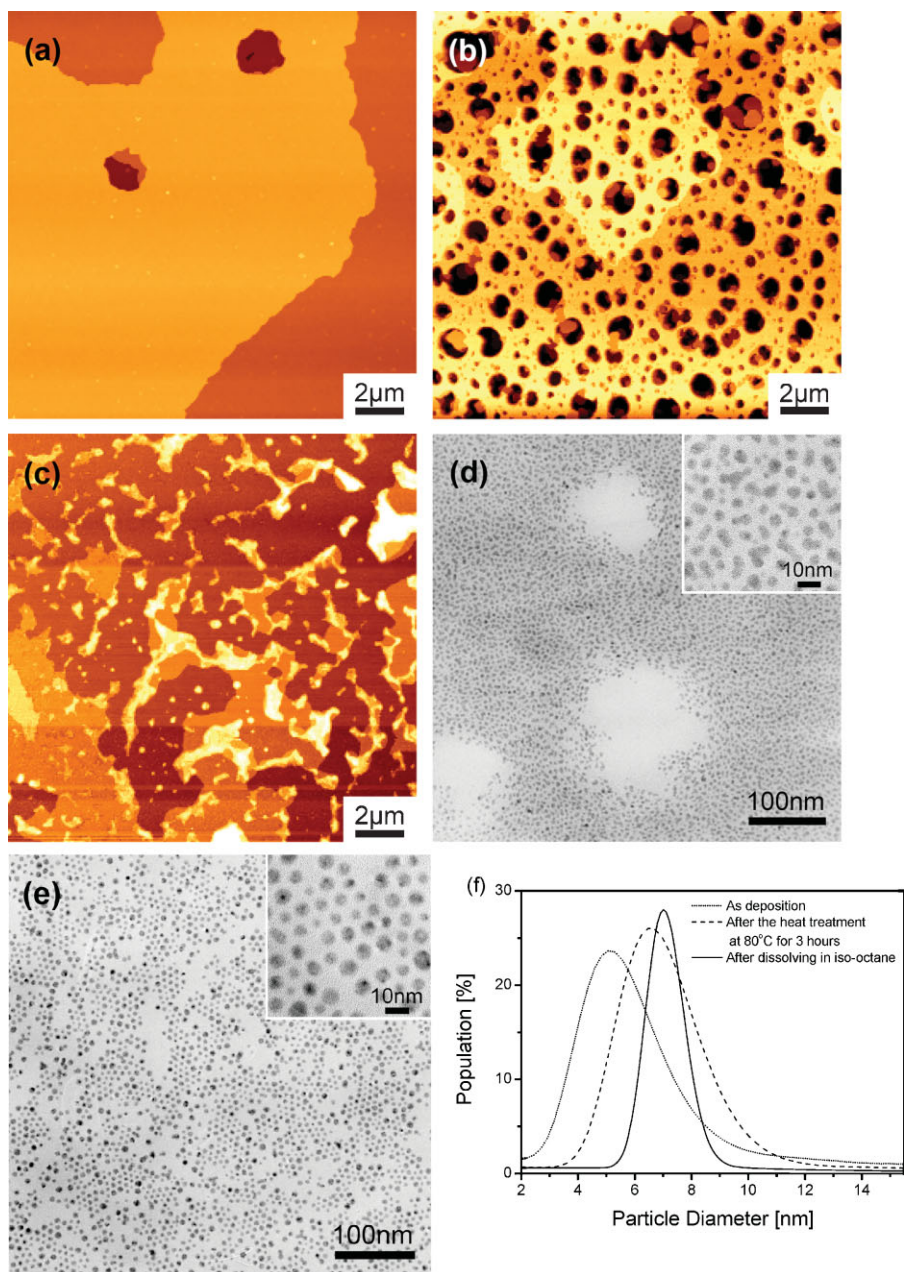 (a)
2µm
(b)
2µm
(c)
2µm
(d)
10nm
100nm
(e)
10nm
100nm
(f)
30
20
10
0
2 4 6 8 10 12 14
Population [%]
Particle Diameter [nm]
As deposition
After the heat treatment
at 80°C for 3 hours
After dissolving in iso-octane